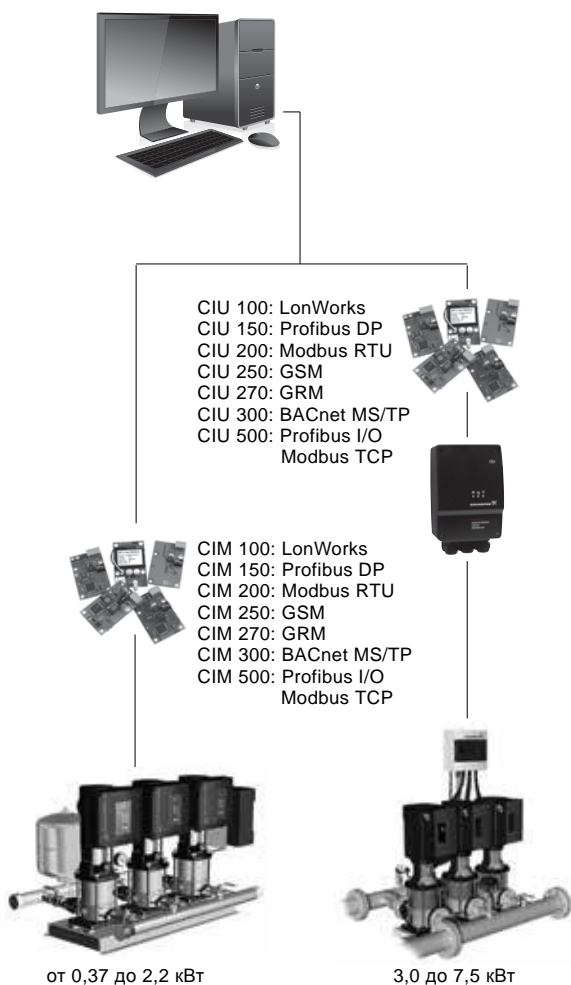 CIU 100: LonWorks
CIU 150: Profibus DP
CIU 200: Modbus RTU
CIU 250: GSM
CIU 270: GRM
CIU 300: BACnet MS/TP
CIU 500: Profibus I/O
Modbus TCP
CIM 100: LonWorks
CIM 150: Profibus DP
CIM 200: Modbus RTU
CIM 250: GSM
CIM 270: GRM
CIM 300: BACnet MS/TP
CIM 500: Profibus I/O
Modbus TCP
от 0,37 до 2,2 кВт
3,0 до 7,5 кВт